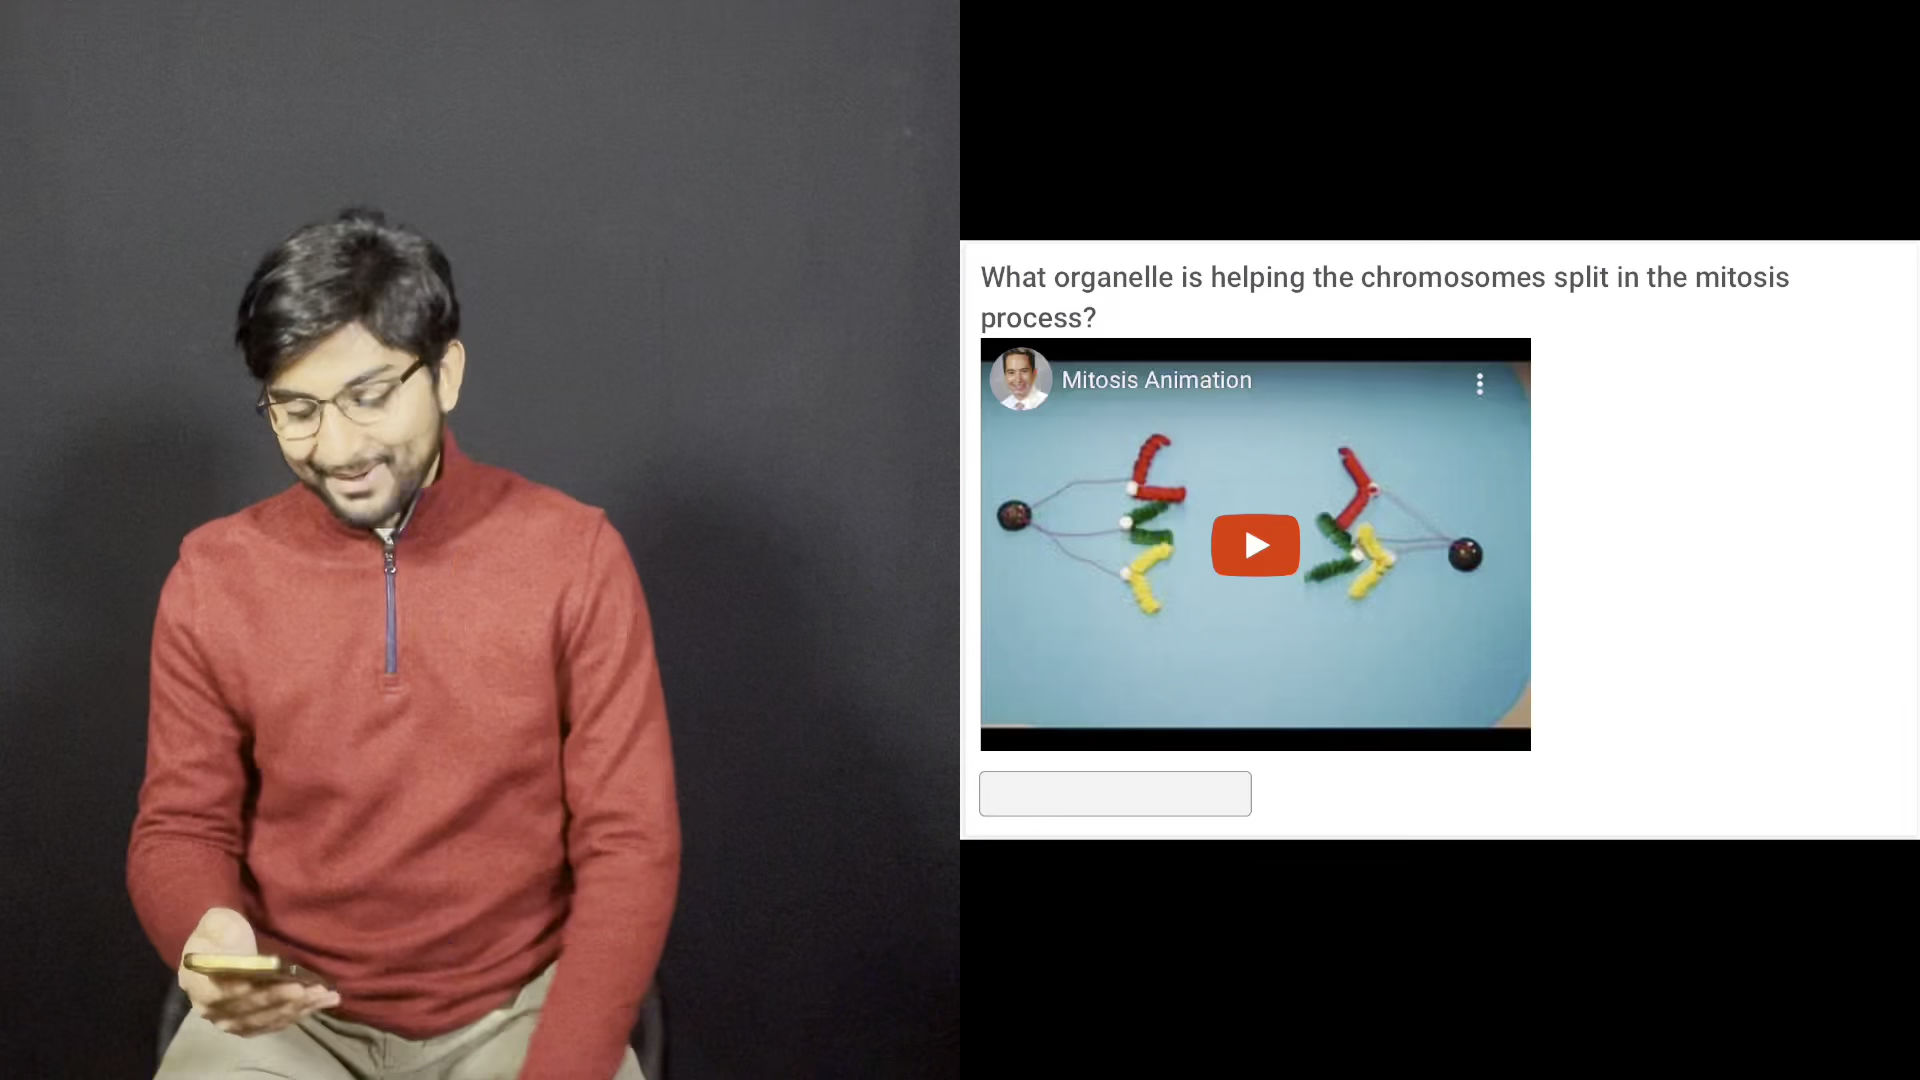 What organelle is helping the chromosomes split in the mitosis
process?
Mitosis Animation